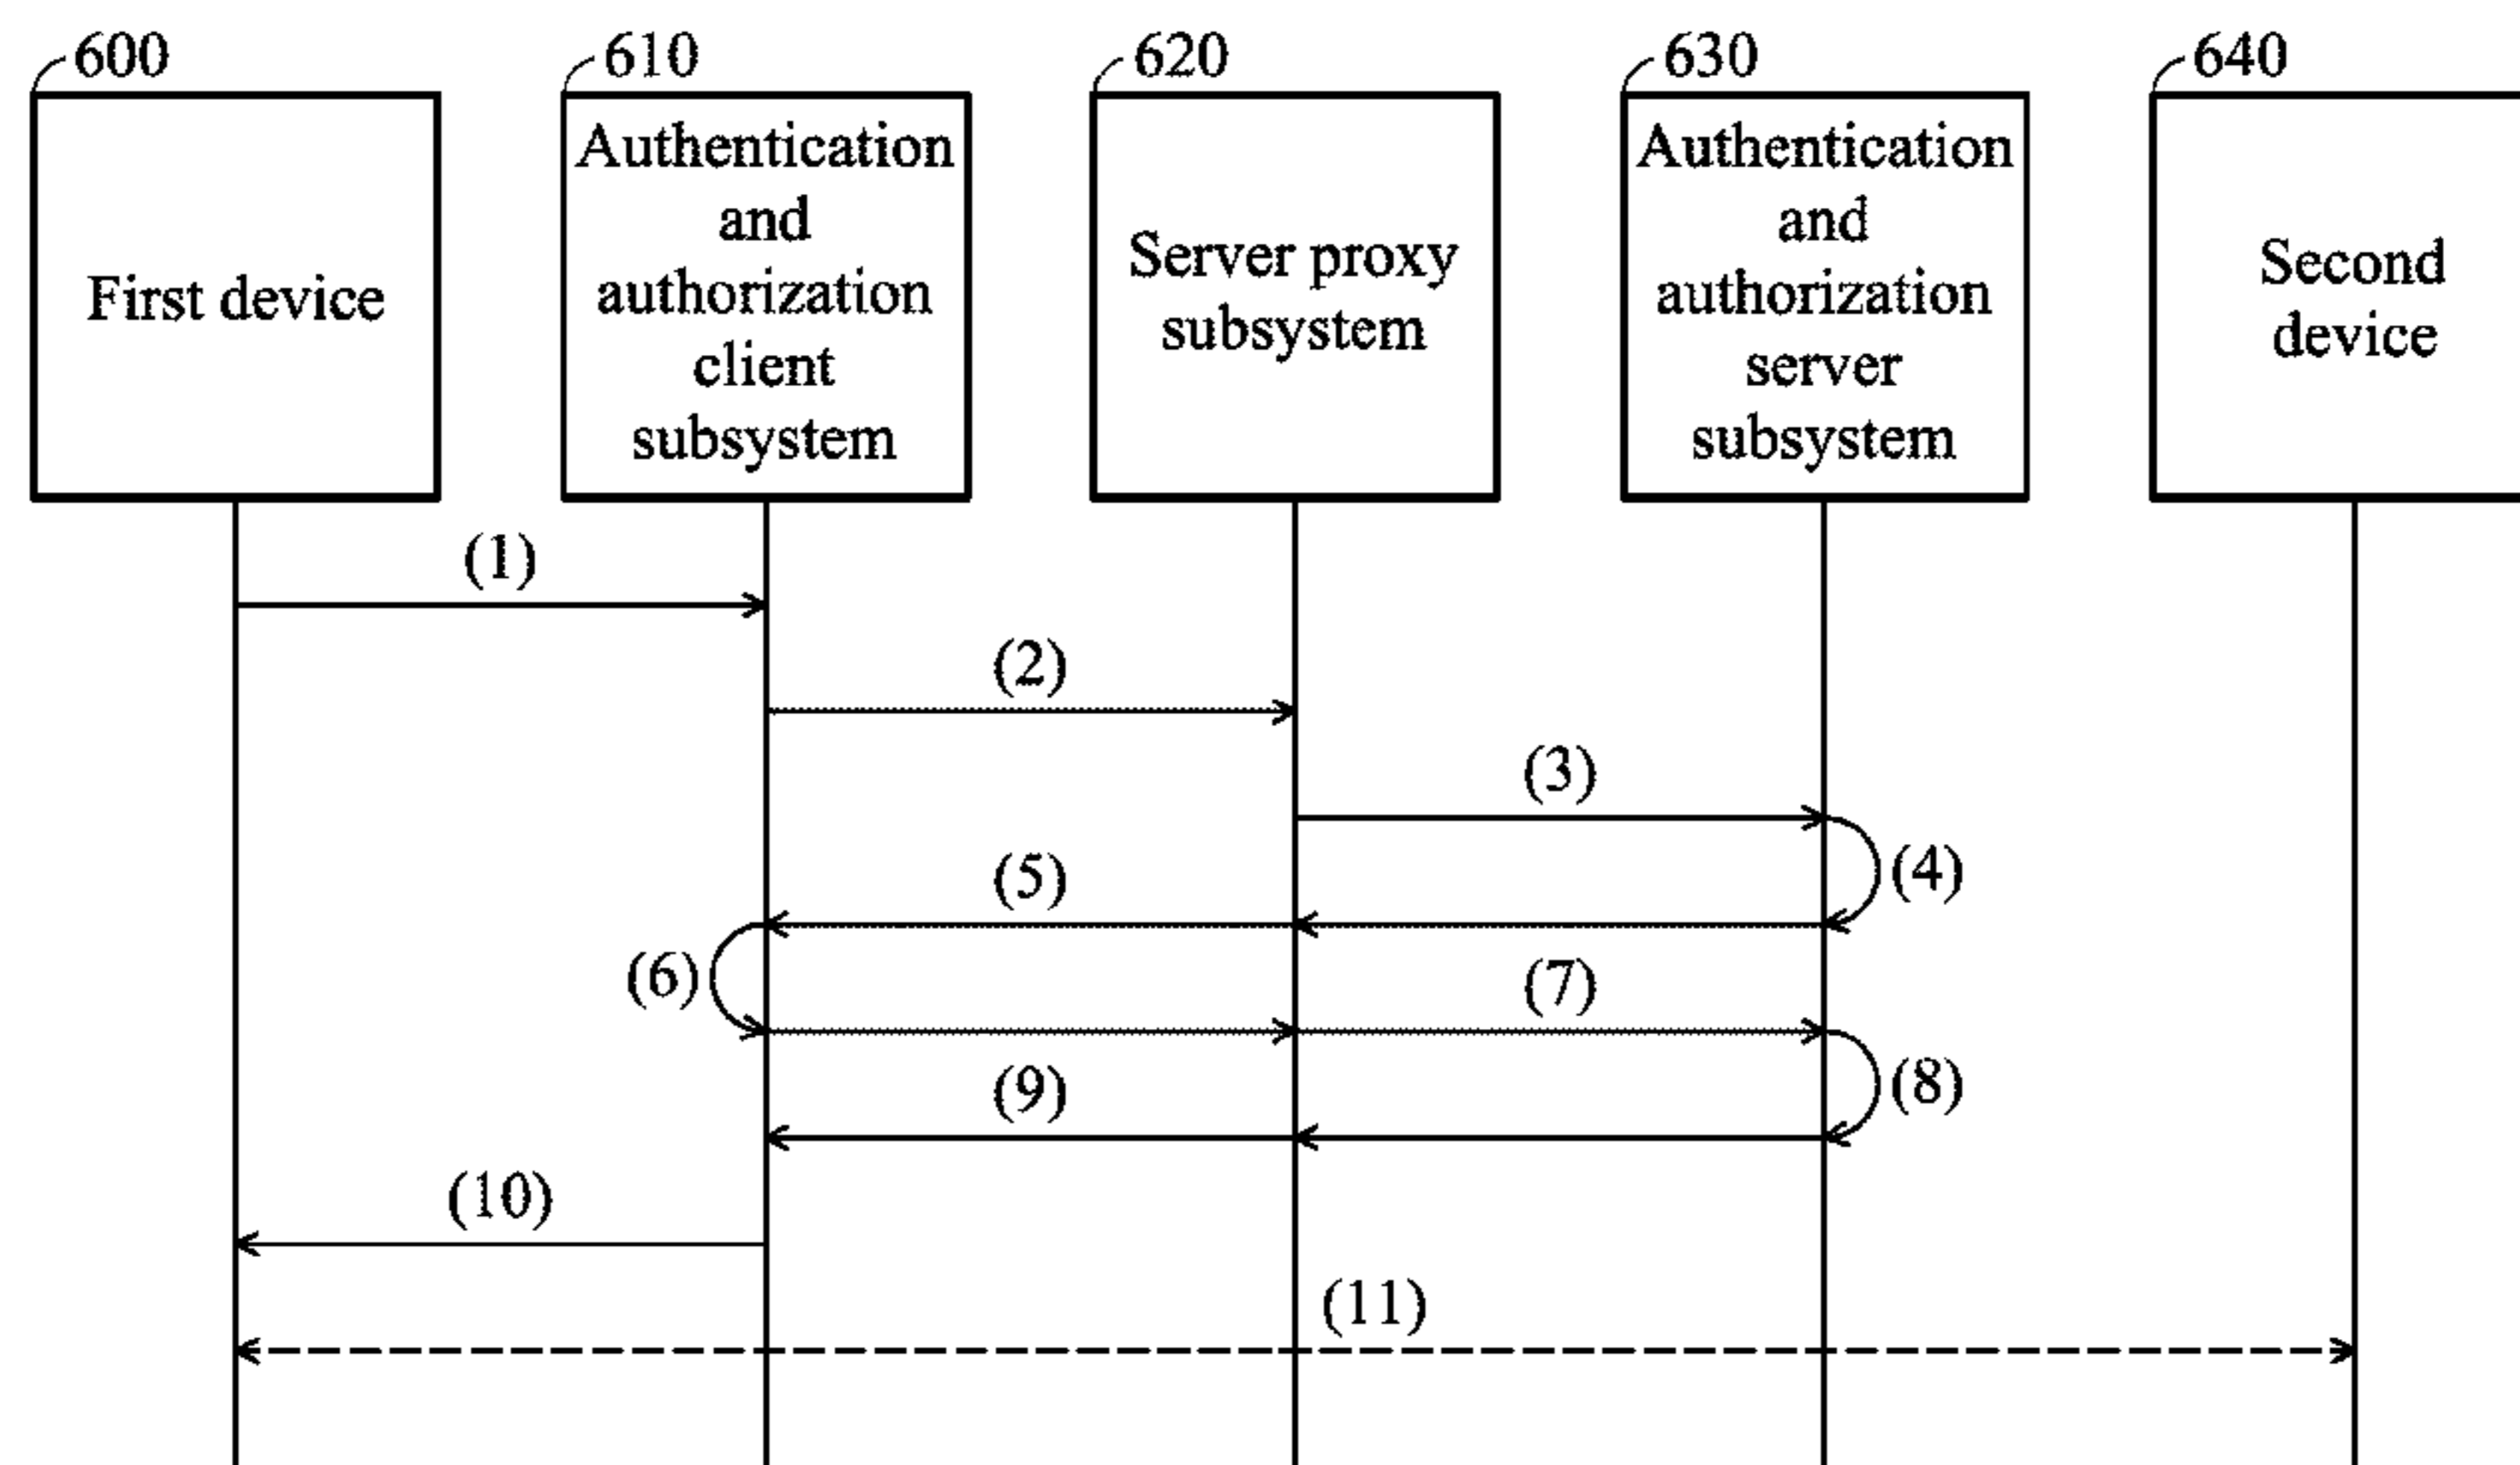 600
610
620
630
640
First device
Authentication
and
authorization
client
subsystem
Server proxy
subsystem
Authentication
and
authorization
server
subsystem
Second
device
(1)
(2)
(3)
(4)
(5)
(6)
(7)
(8)
(9)
(10)
(11)